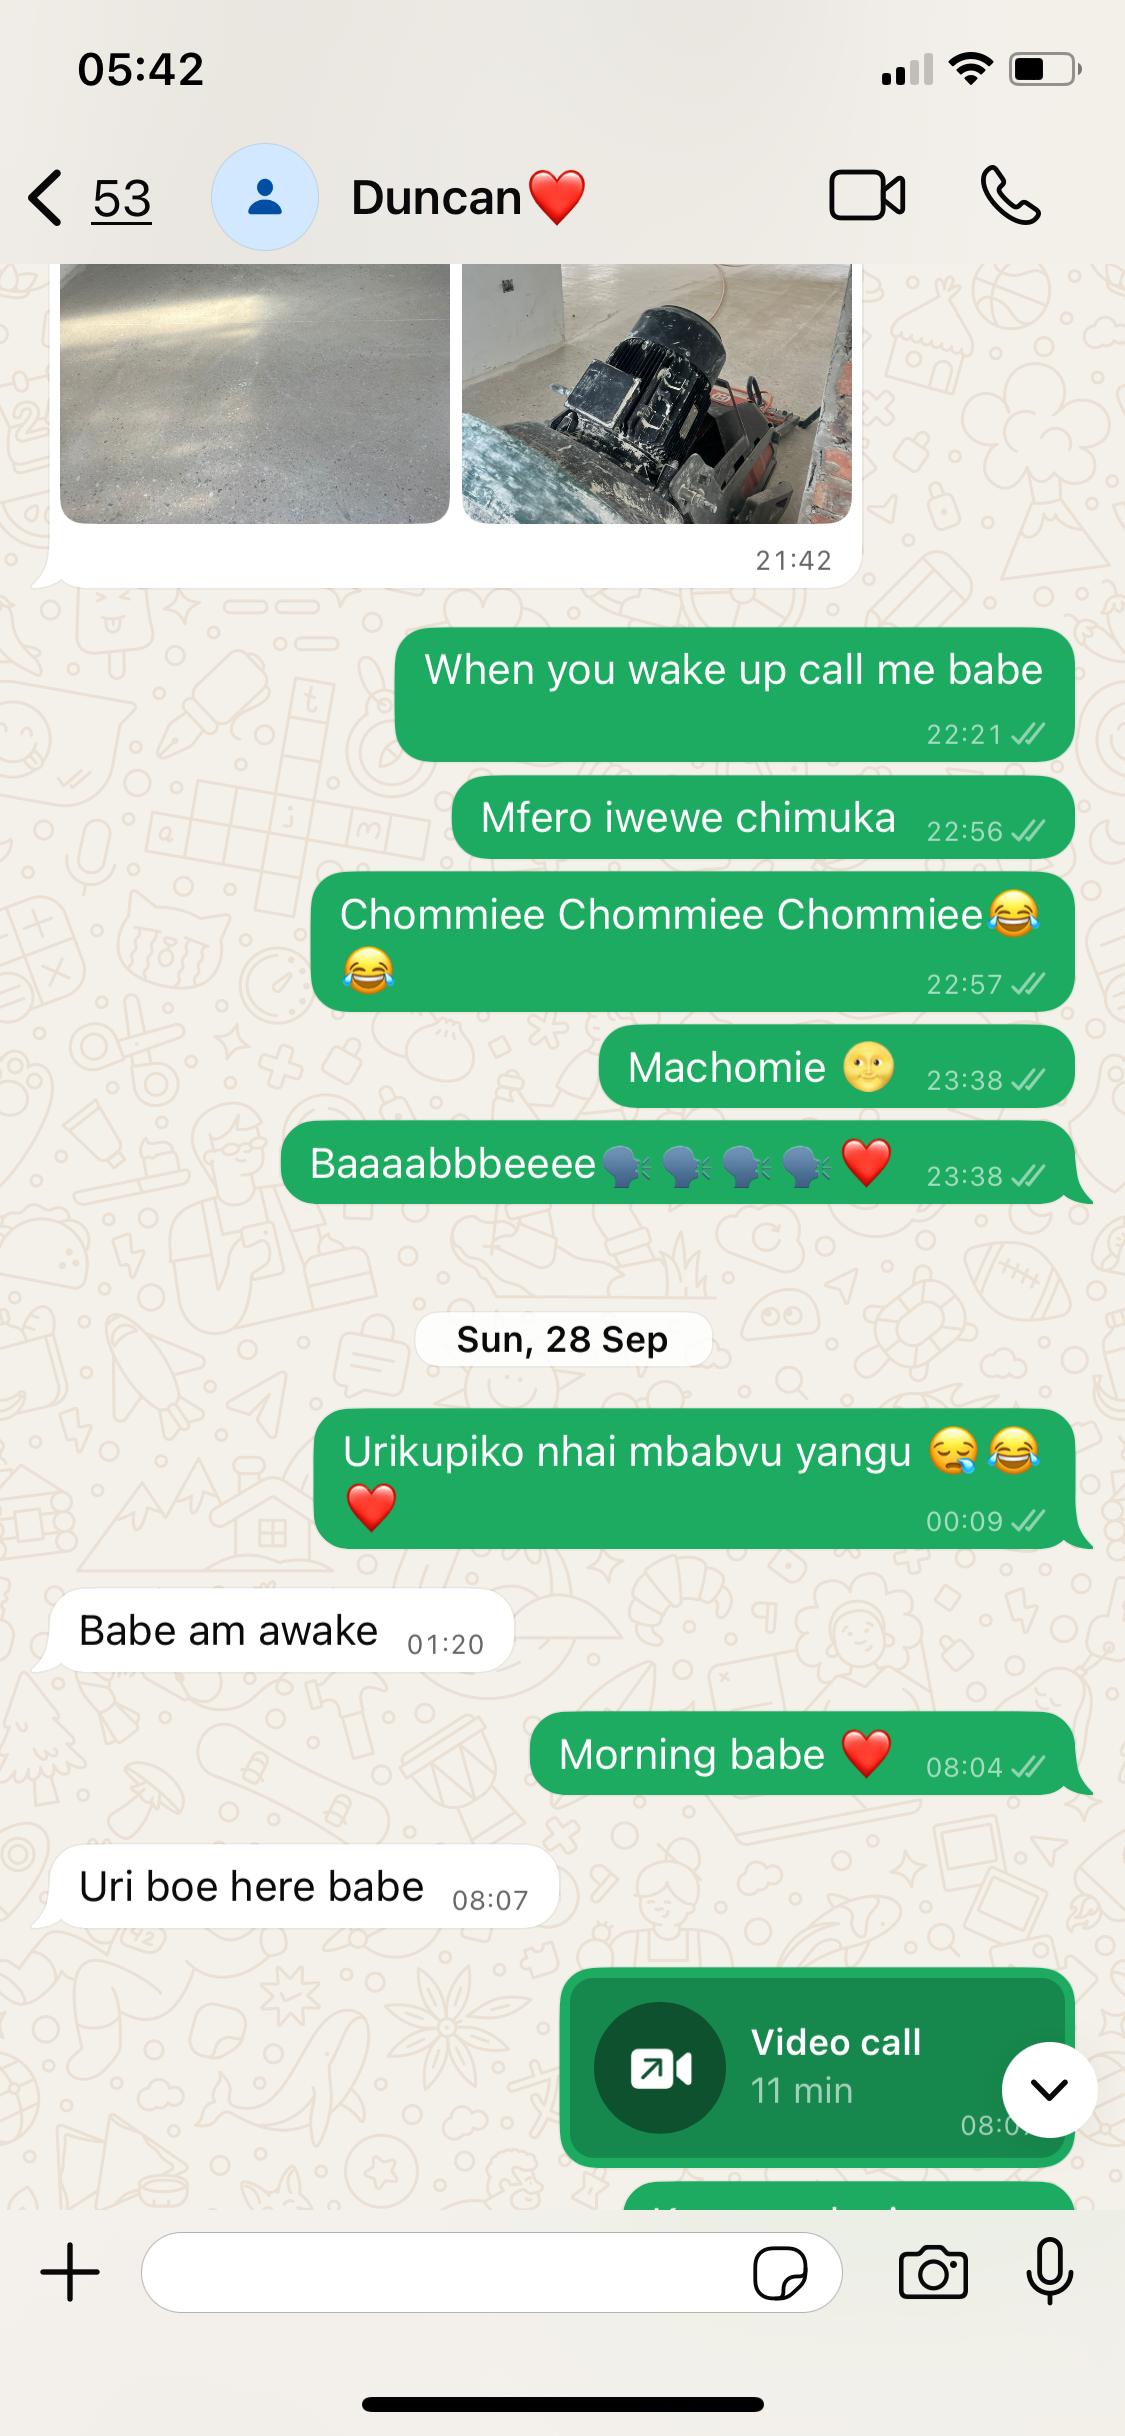 05:42
53
Duncan❤️
21:42
When you wake up call me babe
22:21
Mfero iwewe chimuka 22:56
Chommiee Chommiee Chommiee😂
😂 22:57
Machomie 🌝 23:38
Baaaabbbeeee🗣️🗣️🗣️🗣️❤️ 23:38
Sun, 28 Sep
Urikupiko nhai mbabvu yangu 😪😂
❤️ 00:09
Babe am awake 01:20
Morning babe ❤️ 08:04
Uri boe here babe 08:07
Video call
11 min